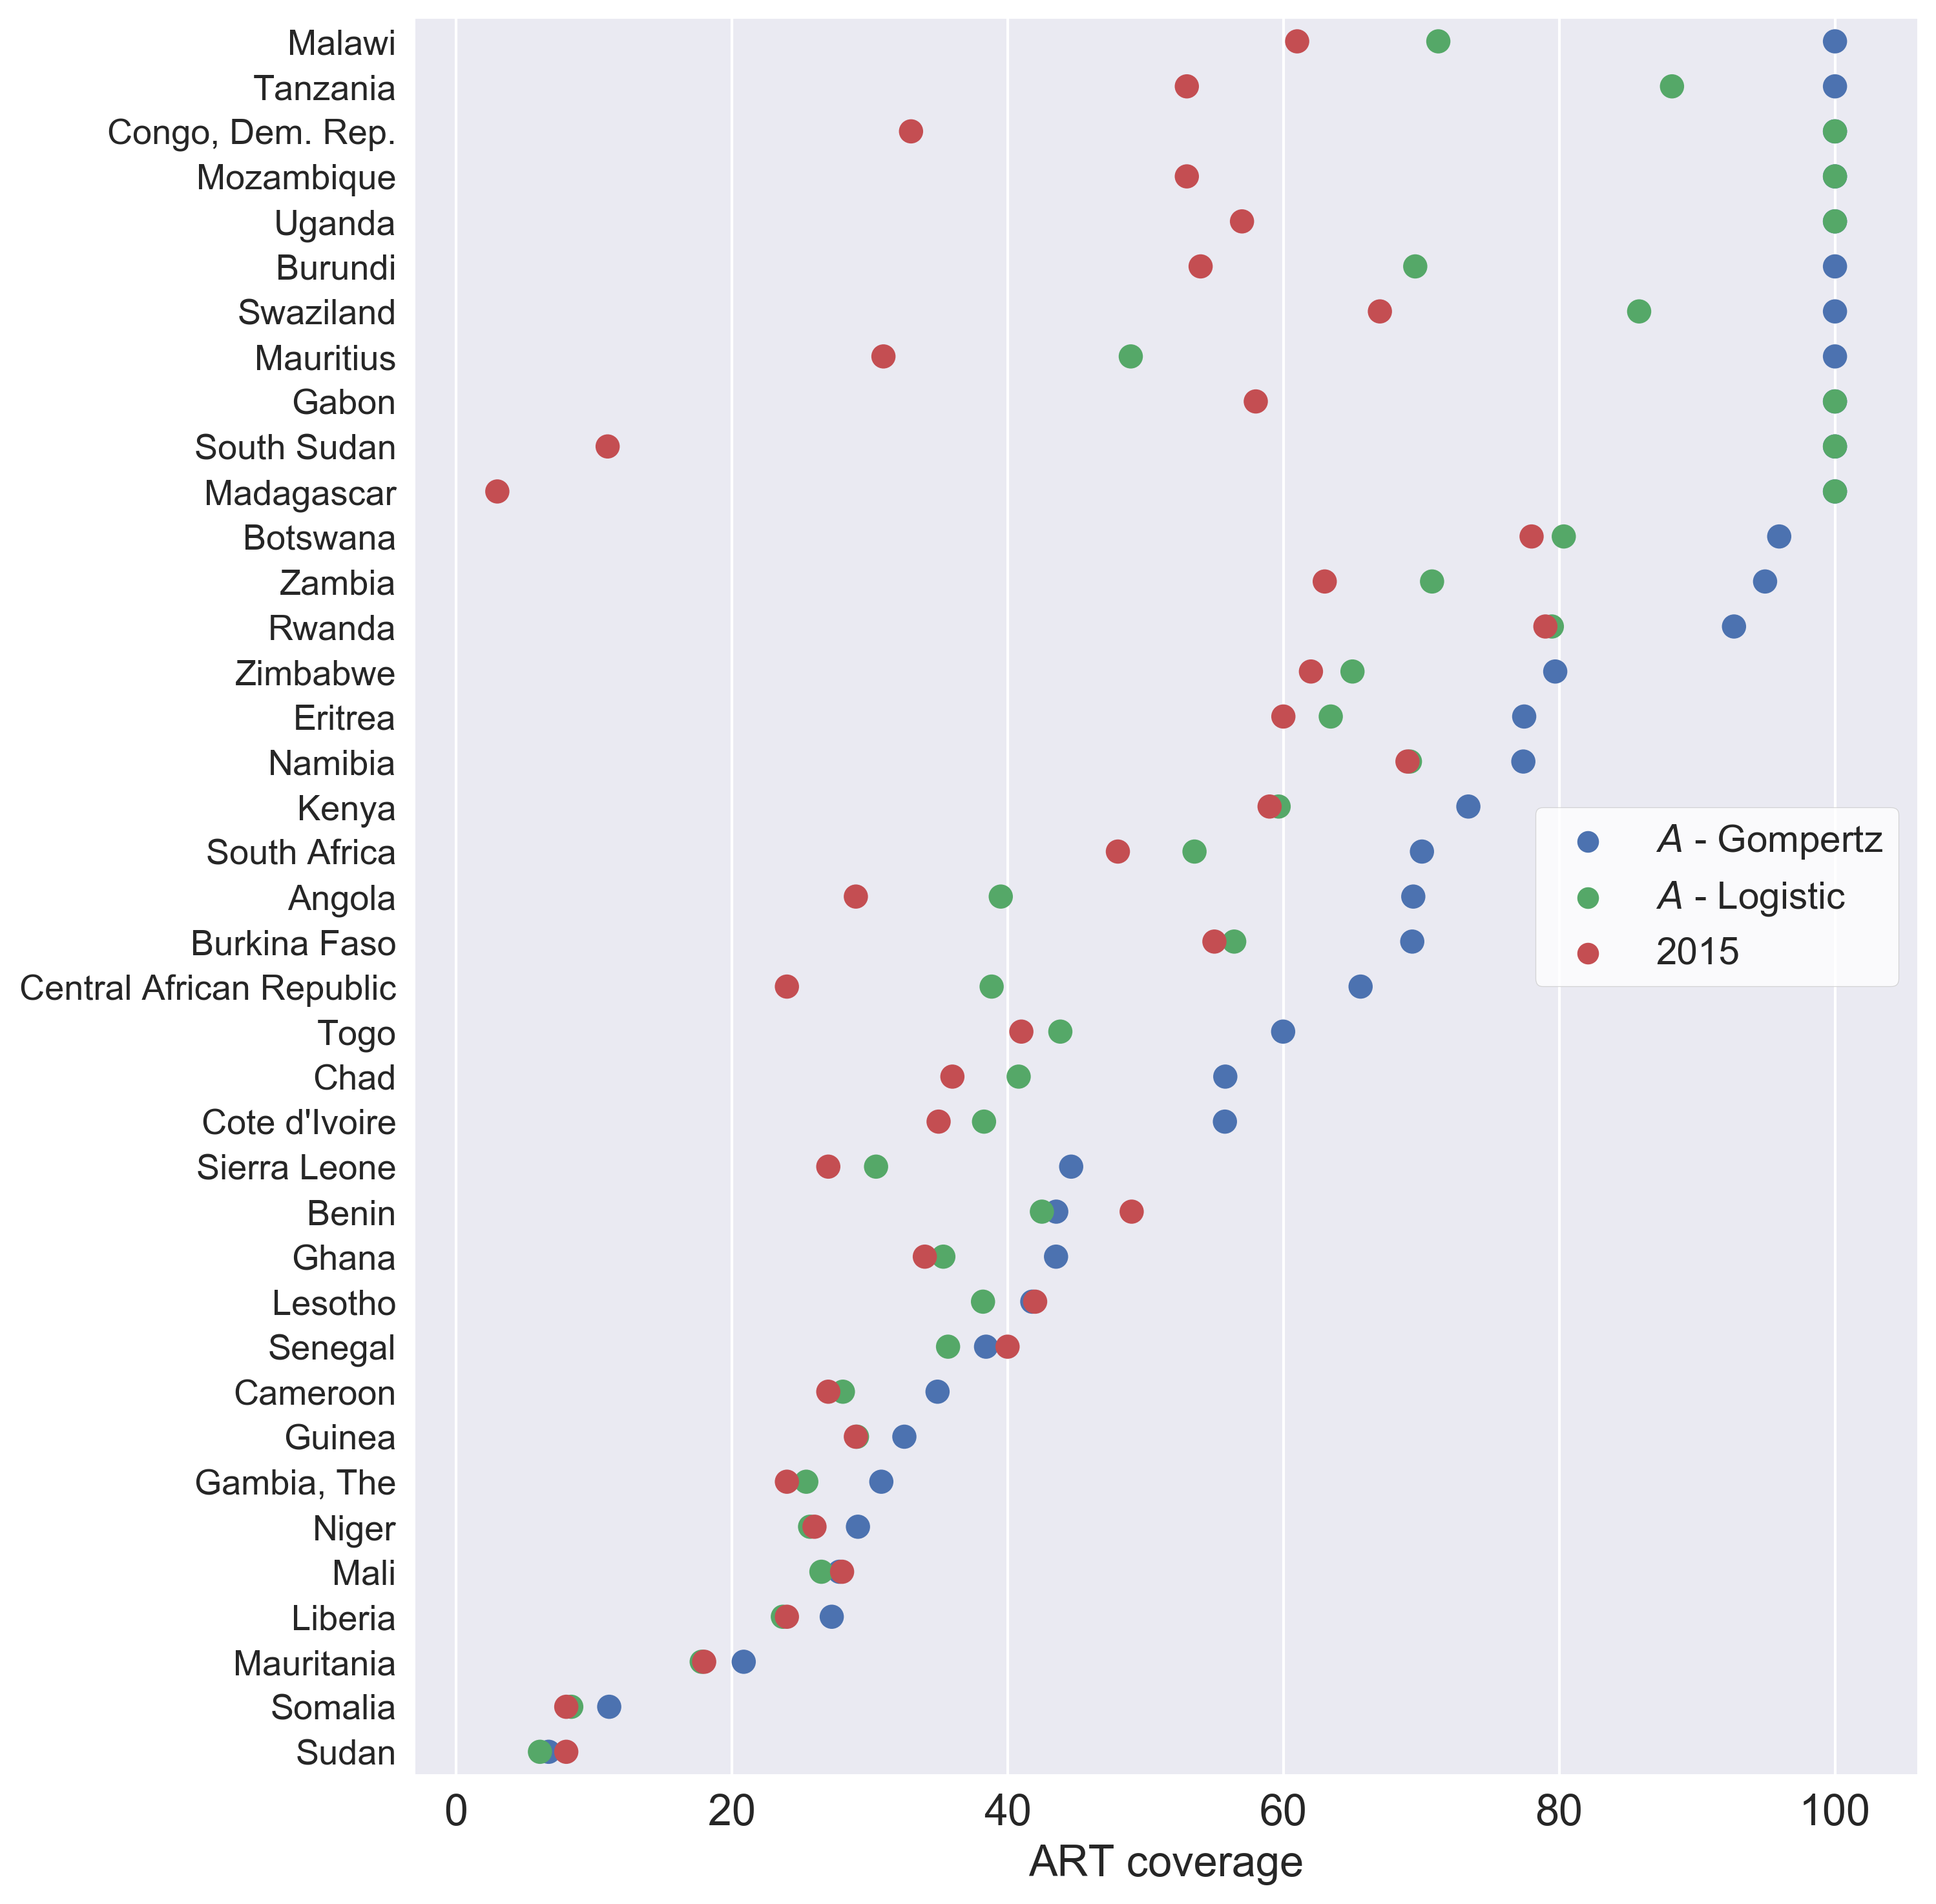 Malawi
Tanzania
Congo, Dem. Rep.
Mozambique
Uganda
Burundi
Swaziland
Mauritius
Gabon
South Sudan
Madagascar
Botswana
Zambia
Rwanda
Zimbabwe
Eritrea
Namibia
Kenya
South Africa
Angola
Burkina Faso
Central African Republic
Togo
Chad
Cote d'Ivoire
Sierra Leone
Benin
Ghana
Lesotho
Senegal
Cameroon
Guinea
Gambia, The
Niger
Mali
Liberia
Mauritania
Somalia
Sudan
A - Gompertz
A - Logistic
2015
0 20 40 60 80 100
ART coverage